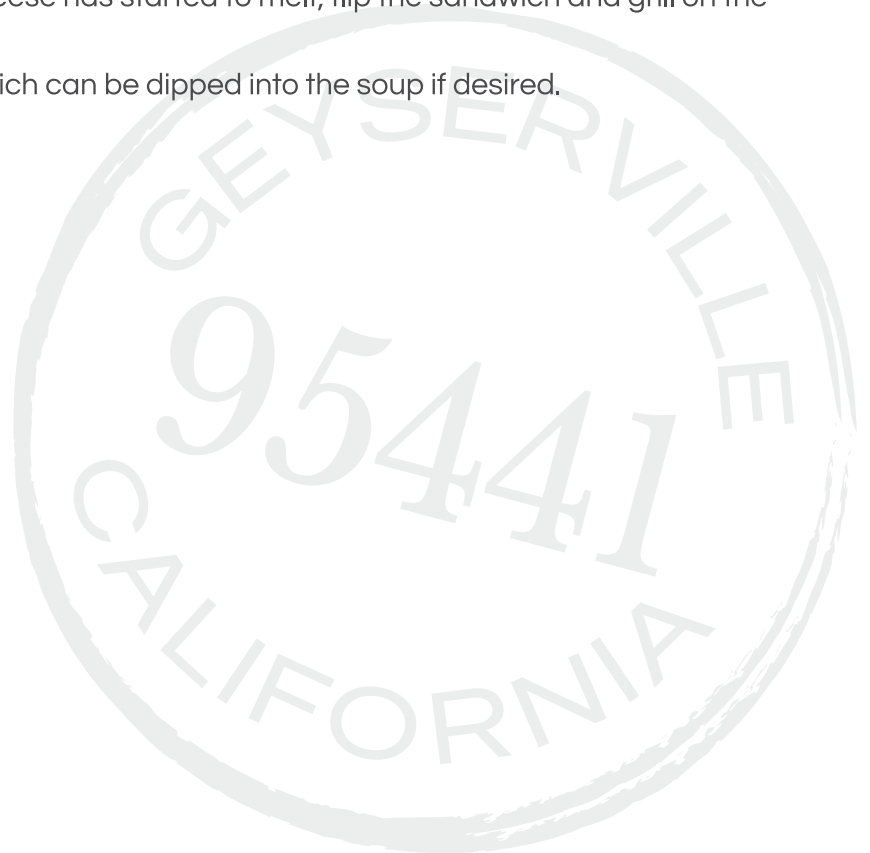 has started to melt, flip the sandwich and grill on the
can be dipped into the soup if desired.
GEYSERVILLE
95441
CALIFORNIA